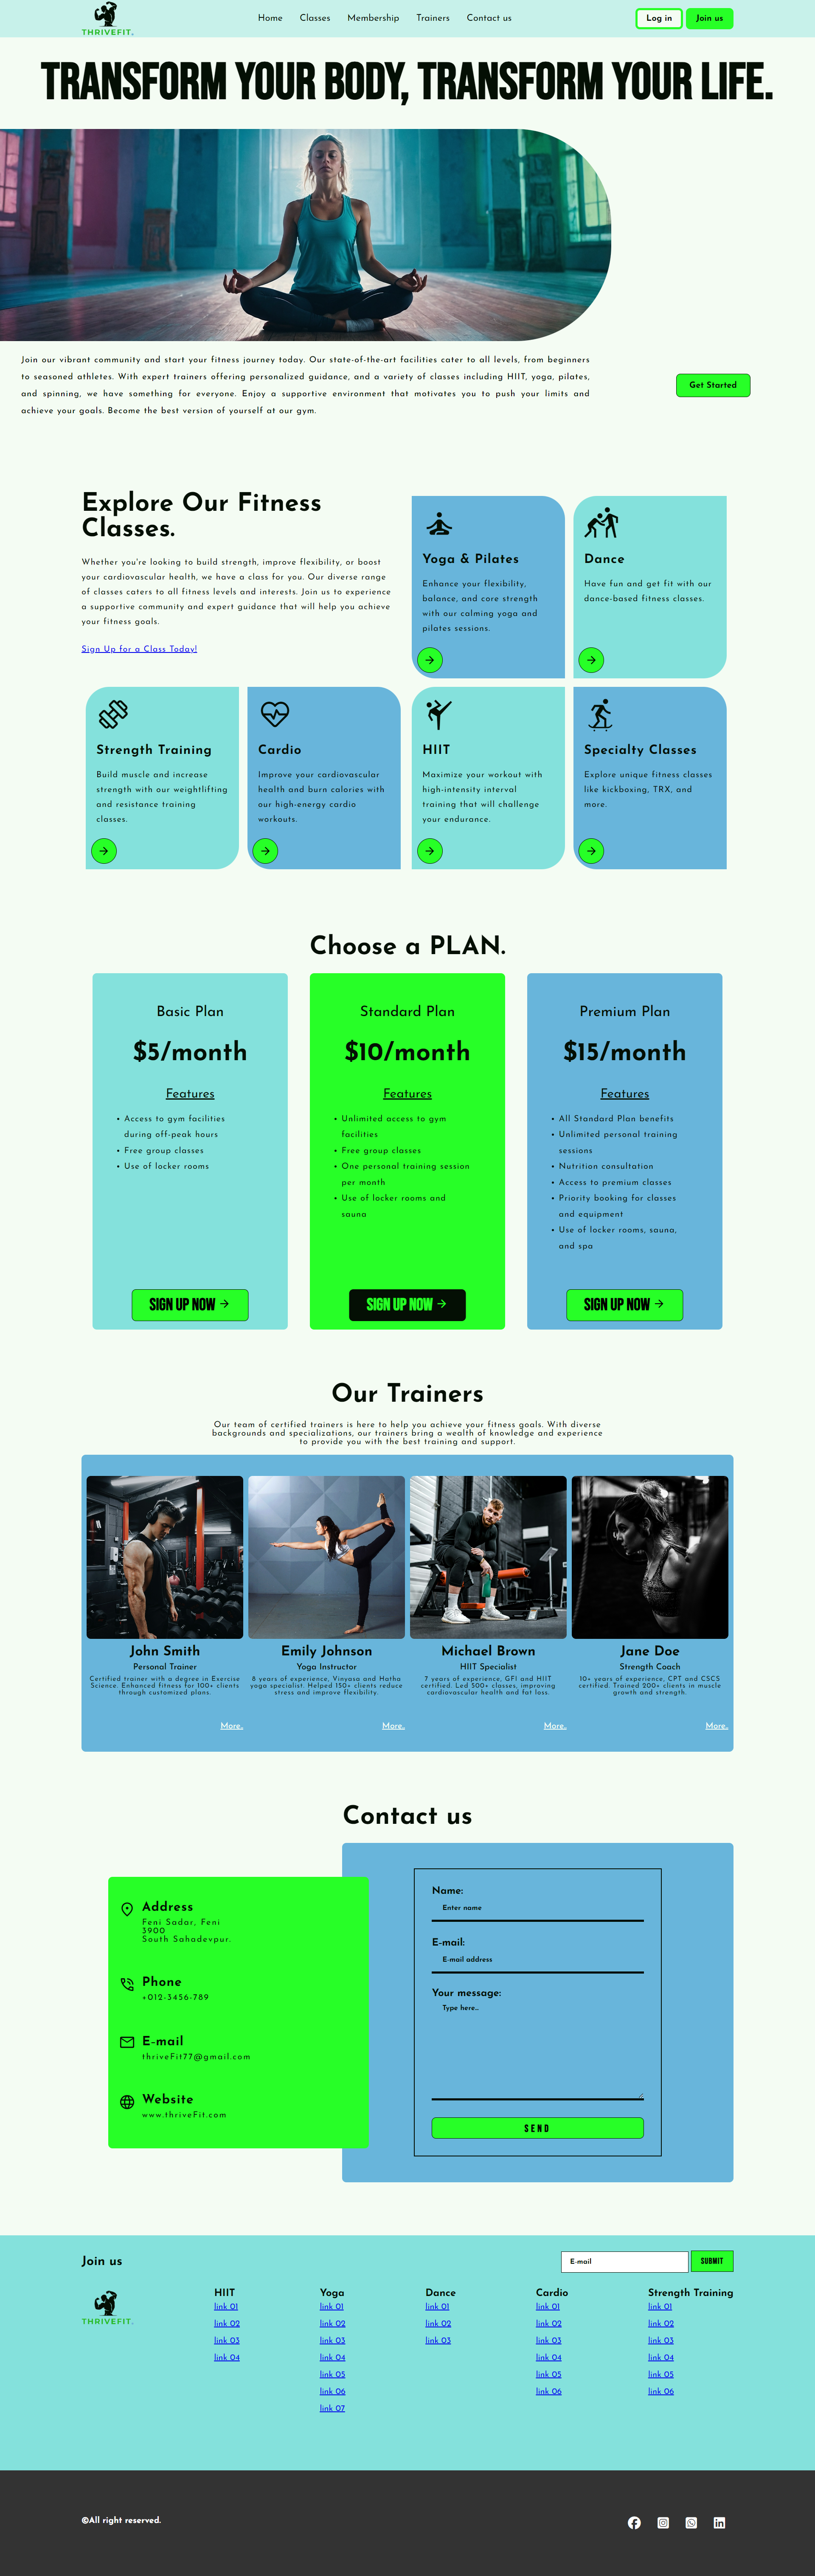 THRIVEFIT.
Home Classes Membership Trainers Contact us
Log in
Join us
TRANSFORM YOUR BODY, TRANSFORM YOUR LIFE.
Join our vibrant community and start your fitness journey today. Our state-of-the-art facilities cater to all levels, from beginners
to seasoned athletes. With expert trainers offering personalized guidance, and a variety of classes including HIIT, yoga, pilates,
and spinning, we have something for everyone. Enjoy a supportive environment that motivates you to push your limits and
achieve your goals. Become the best version of yourself at our gym.
Get Started
Explore Our Fitness
Classes.
Whether you're looking to build strength, improve flexibility, or boost
your cardiovascular health, we have a class for you. Our diverse range
of classes caters to all fitness levels and interests. Join us to experience
a supportive community and expert guidance that will help you achieve
your fitness goals.
Sign Up for a Class Today!
Yoga & Pilates
Enhance your flexibility,
balance, and core strength
with our calming yoga and
pilates sessions.
Dance
Have fun and get fit with our
dance-based fitness classes.
Strength Training
Build muscle and increase
strength with our weightlifting
and resistance training
classes.
Cardio
Improve your cardiovascular
health and burn calories with
our high-energy cardio
workouts.
HIIT
Maximize your workout with
high-intensity interval
training that will challenge
your endurance.
Specialty Classes
Explore unique fitness classes
like kickboxing, TRX, and
more.
Choose a PLAN.
Basic Plan
$5/month
Features
• Access to gym facilities
during off-peak hours
• Free group classes
• Use of locker rooms
SIGN UP NOW →
Standard Plan
$10/month
Features
• Unlimited access to gym
facilities
• Free group classes
• One personal training session
per month
• Use of locker rooms and
sauna
SIGN UP NOW →
Premium Plan
$15/month
Features
• All Standard Plan benefits
• Unlimited personal training
sessions
• Nutrition consultation
• Access to premium classes
• Priority booking for classes
and equipment
• Use of locker rooms, sauna,
and spa
SIGN UP NOW →
Our Trainers
Our team of certified trainers is here to help you achieve your fitness goals. With diverse
backgrounds and specializations, our trainers bring a wealth of knowledge and experience
to provide you with the best training and support.
John Smith
Personal Trainer
Certified trainer with a degree in Exercise
Science. Enhanced fitness for 100+ clients
through customized plans.
More..
Emily Johnson
Yoga Instructor
8 years of experience, Vinyasa and Hatha
yoga specialist. Helped 150+ clients reduce
stress and improve flexibility.
More..
Michael Brown
HIIT Specialist
7 years of experience, GFI and HIIT
certified. Led 500+ classes, improving
cardiovascular health and fat loss.
More..
Jane Doe
Strength Coach
10+ years of experience, CPT and CSCS
certified. Trained 200+ clients in muscle
growth and strength.
More..
Contact us
Address
Feni Sadar, Feni
3900
South Sahadevpur.
Phone
+012-3456-789
E-mail
thriveFit77@gmail.com
Website
www.thriveFit.com
Name:
Enter name
E-mail:
E-mail address
Your message:
Type here...
SEND
Join us
E-mail
SUBMIT
THRIVEFIT.
HIIT
link 01
link 02
link 03
link 04
Yoga
link 01
link 02
link 03
link 04
link 05
link 06
link 07
Dance
link 01
link 02
link 03
Cardio
link 01
link 02
link 03
link 04
link 05
link 06
Strength Training
link 01
link 02
link 03
link 04
link 05
link 06
©All right reserved.